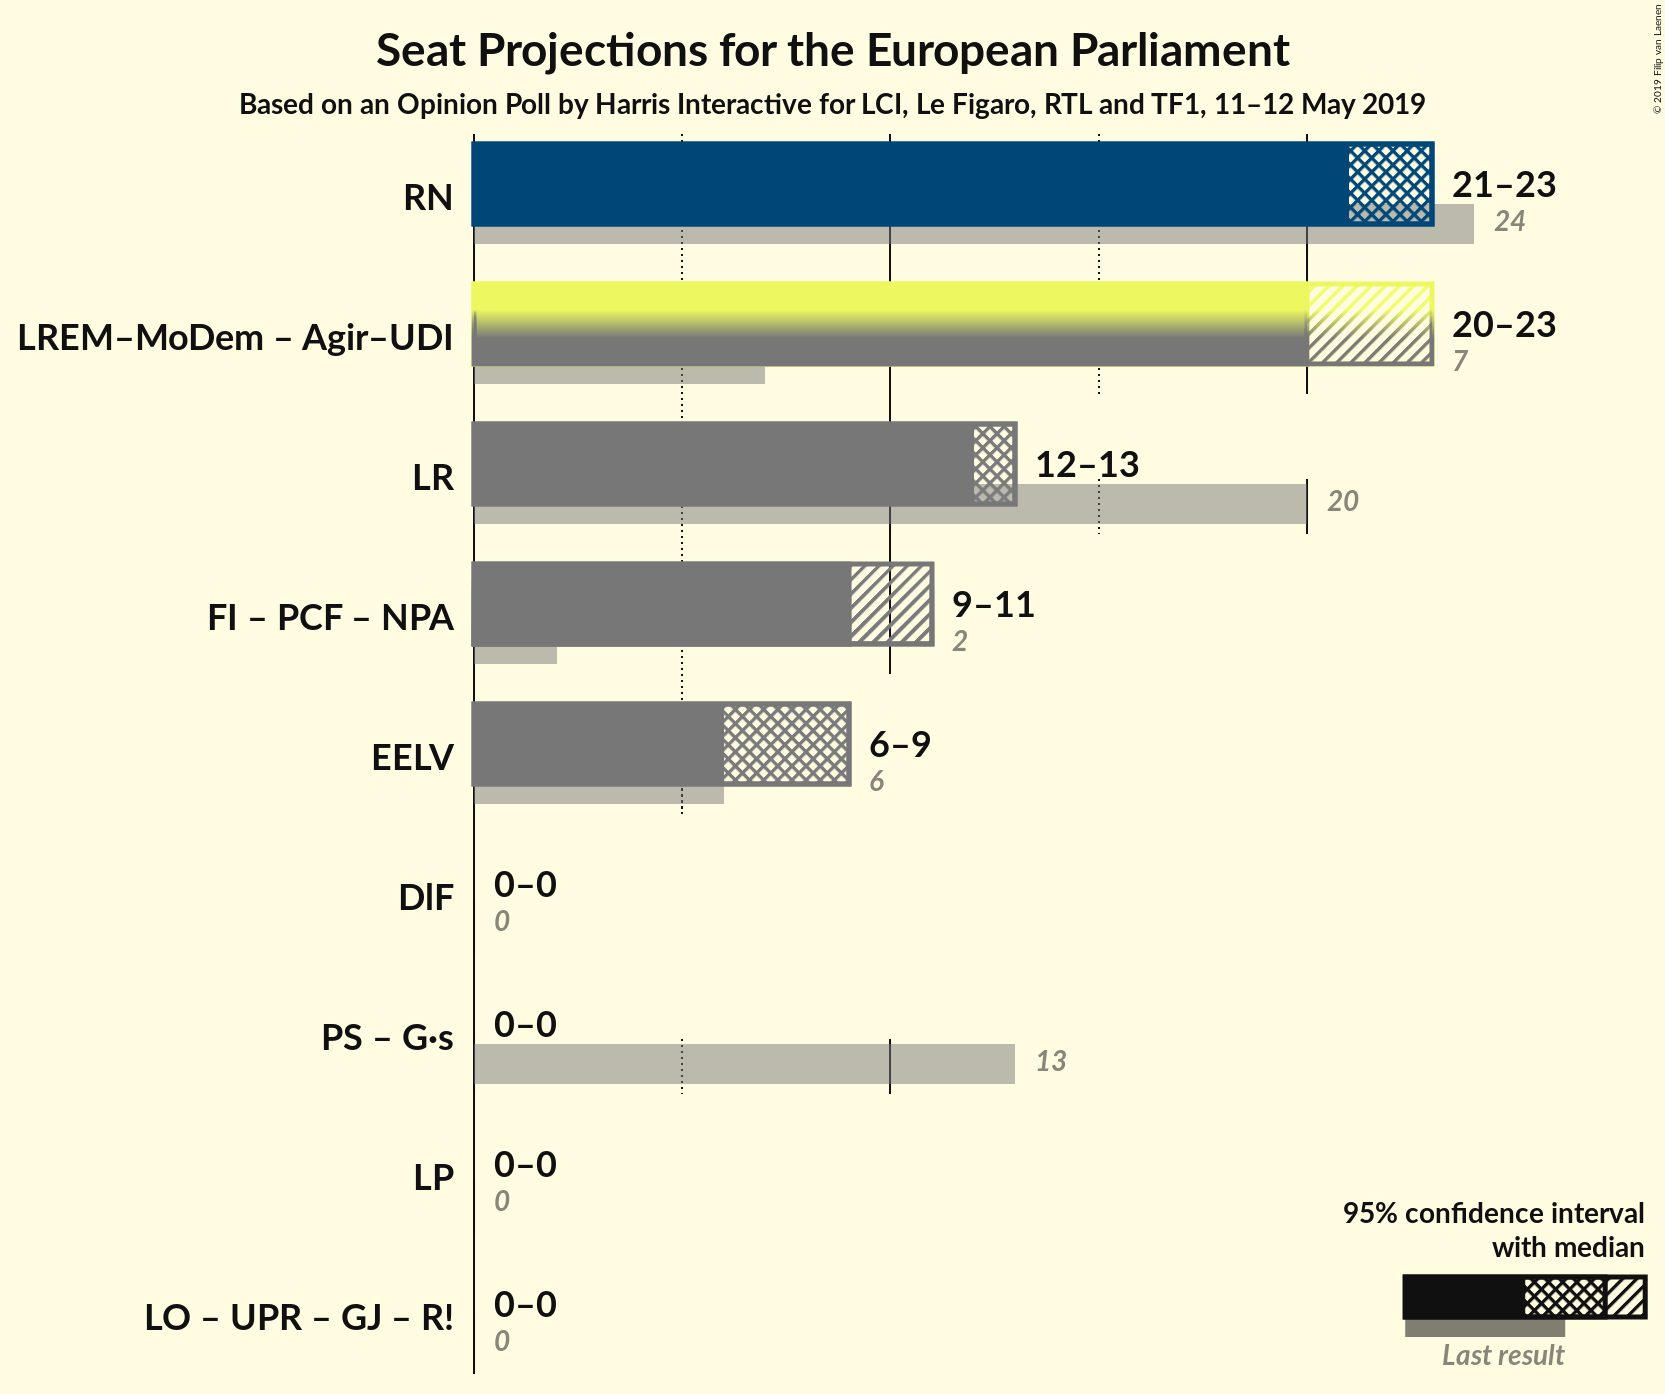 Seat Projections for the European Parliament
Based on an Opinion Poll by Harris Interactive for LCI, Le Figaro, RTL and TF1, 11–12 May 2019
© 2019 Filip van Laenen
RN
21–23
24
LREM–MoDem – Agir–UDI
20–23
7
LR
12–13
20
FI – PCF – NPA
9–11
2
EELV
6–9
6
DlF
0–0
0
PS – G·s
0–0
13
LP
0–0
0
LO – UPR – GJ – R!
0–0
0
95% confidence interval
with median
Last result